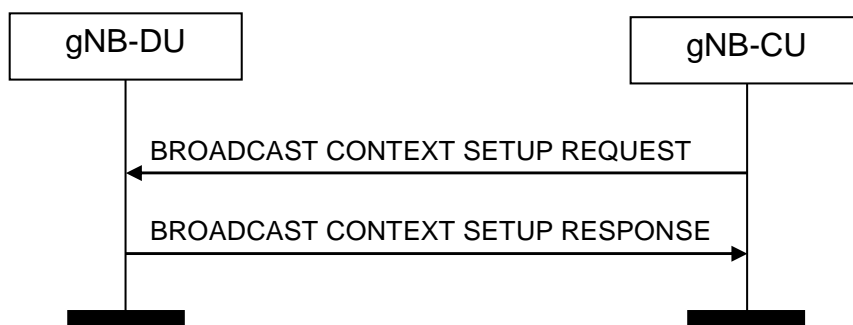 gNB-DU
gNB-CU
BROADCAST CONTEXT SETUP REQUEST
BROADCAST CONTEXT SETUP RESPONSE